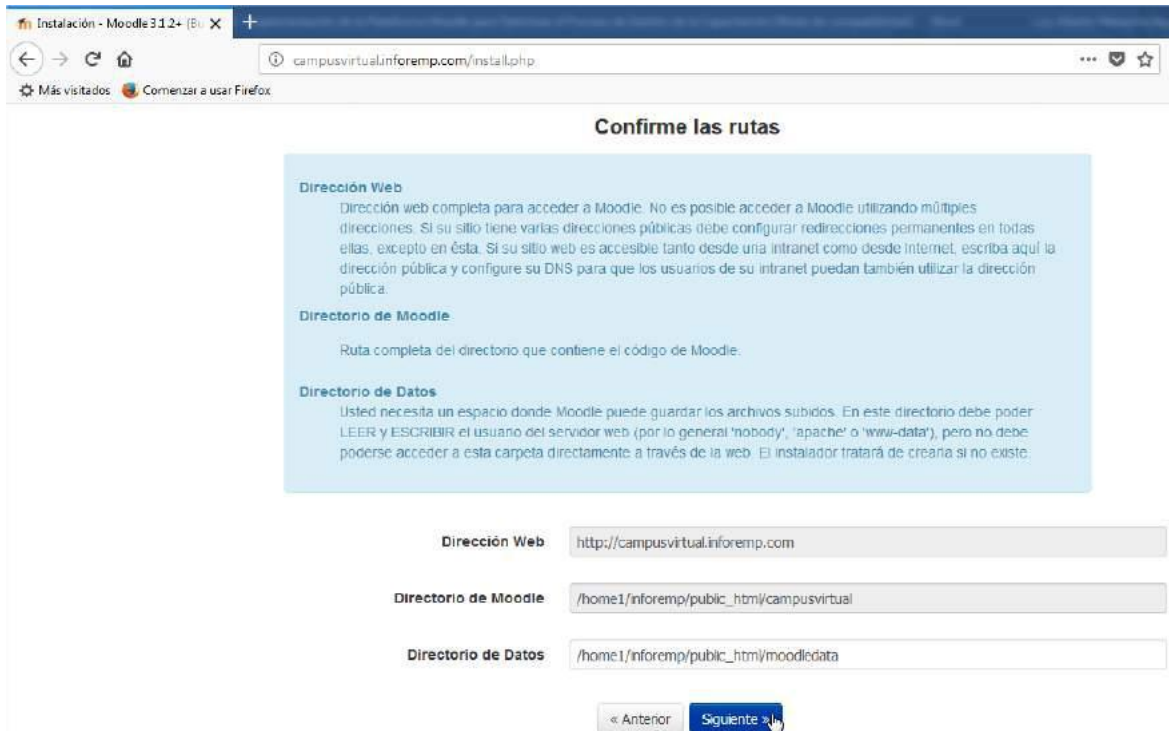 Instalación - Moodle 3.1.2+ (Bu
campusvirtual.inforemp.com/install.php
Más visitados Comenzar a usar Firefox
Confirme las rutas
Dirección Web
Dirección web completa para acceder a Moodle. No es posible acceder a Moodle utilizando múltiples
direcciones. Si su sitio tiene varias direcciones públicas debe configurar redirecciones permanentes en todas
ellas, excepto en ésta. Si su sitio web es accesible tanto desde una intranet como desde Internet, escriba aquí la
dirección pública y configure su DNS para que los usuarios de su intranet puedan también utilizar la dirección
pública.
Directorio de Moodle
Ruta completa del directorio que contiene el código de Moodle.
Directorio de Datos
Usted necesita un espacio donde Moodle puede guardar los archivos subidos. En este directorio debe poder
LEER y ESCRIBIR el usuario del servidor web (por lo general 'nobody', 'apache' o 'www-data'), pero no debe
poderse acceder a esta carpeta directamente a través de la web. El instalador tratará de crearla si no existe.
Dirección Web http://campusvirtual.inforemp.com
Directorio de Moodle /home1/inforemp/public_html/campusvirtual
Directorio de Datos /home1/inforemp/public_html/moodledata
« Anterior Siguiente »